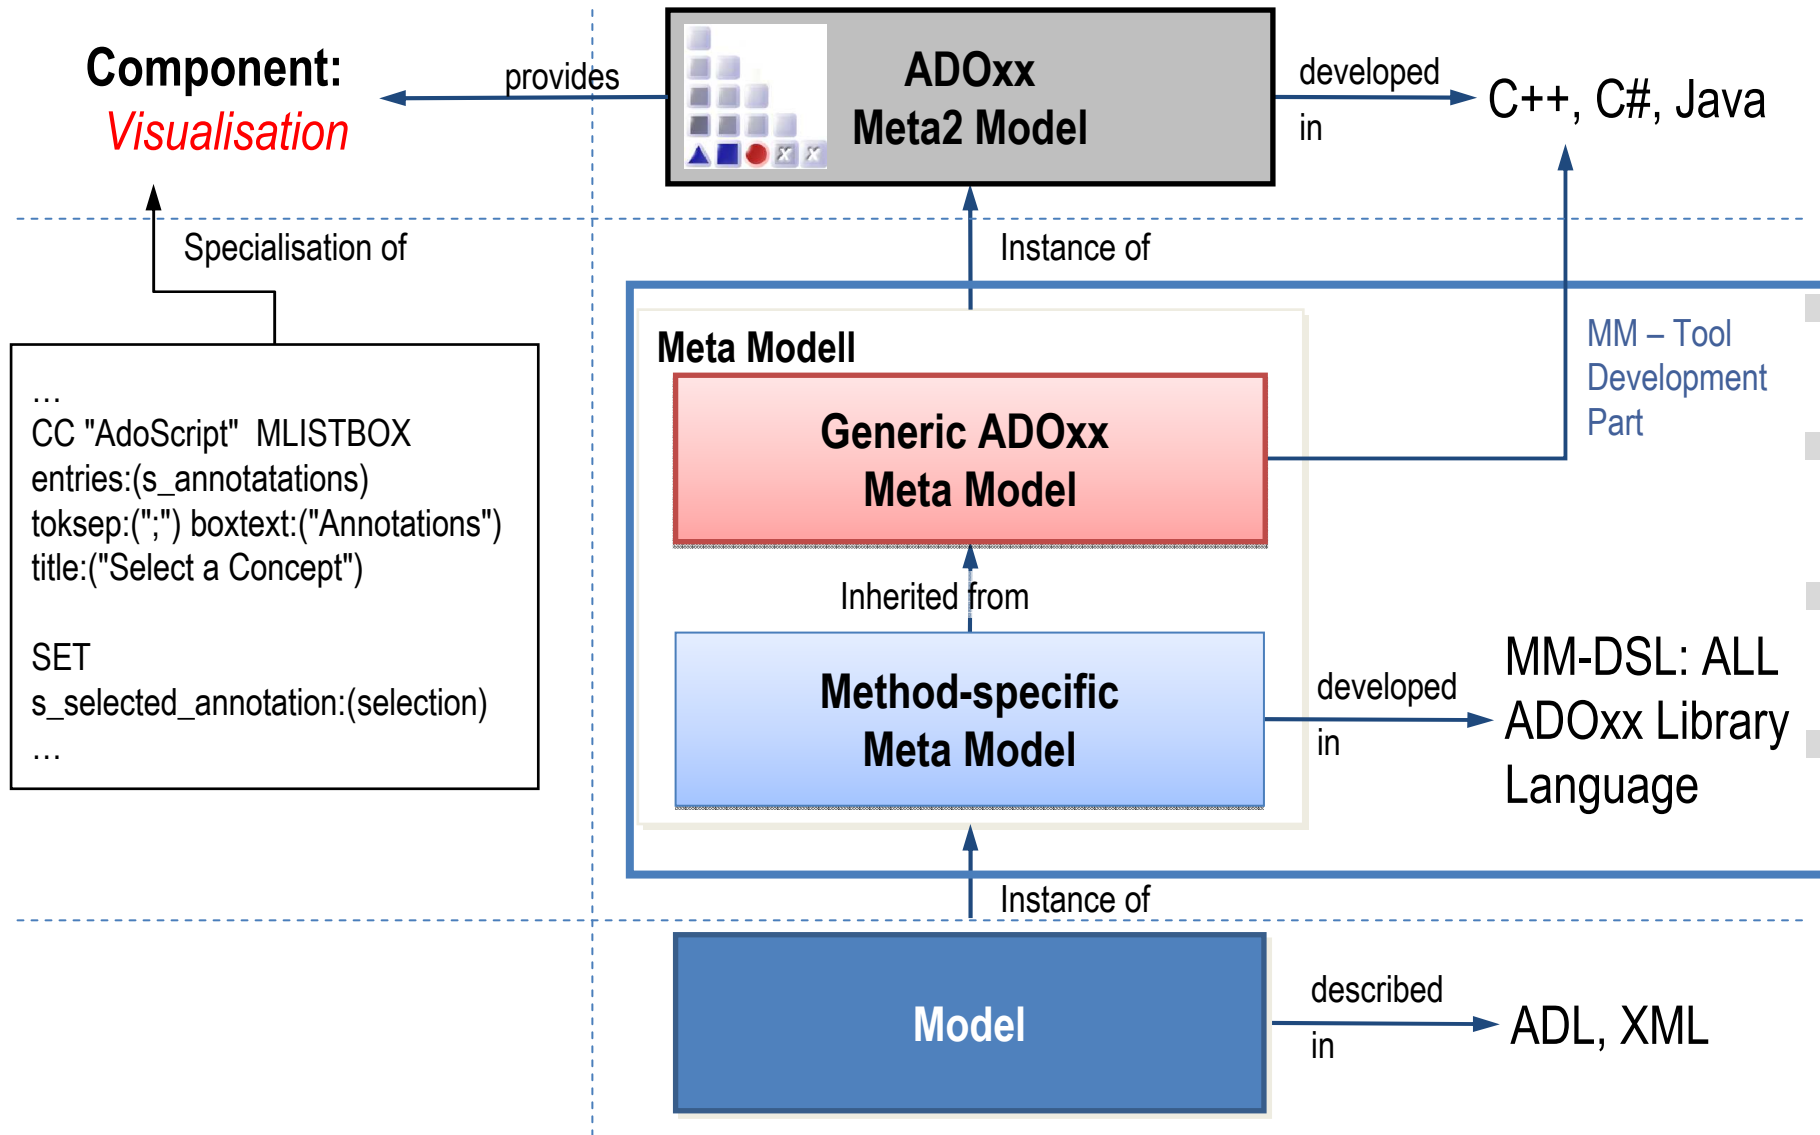 Component:
Visualisation
provides
ADOxx
Meta2 Model
developed
in
C++, C#, Java
Specialisation of
Instance of
…
CC "AdoScript"  MLISTBOX
entries:(s_annotatations)
toksep:(";") boxtext:("Annotations")
title:("Select a Concept")
SET
s_selected_annotation:(selection)
…
Meta Modell
Generic ADOxx
Meta Model
MM – Tool
Development
Part
Inherited from
Method-specific
Meta Model
developed
in
MM-DSL: ALL
ADOxx Library
Language
Instance of
Model
described
in
ADL, XML